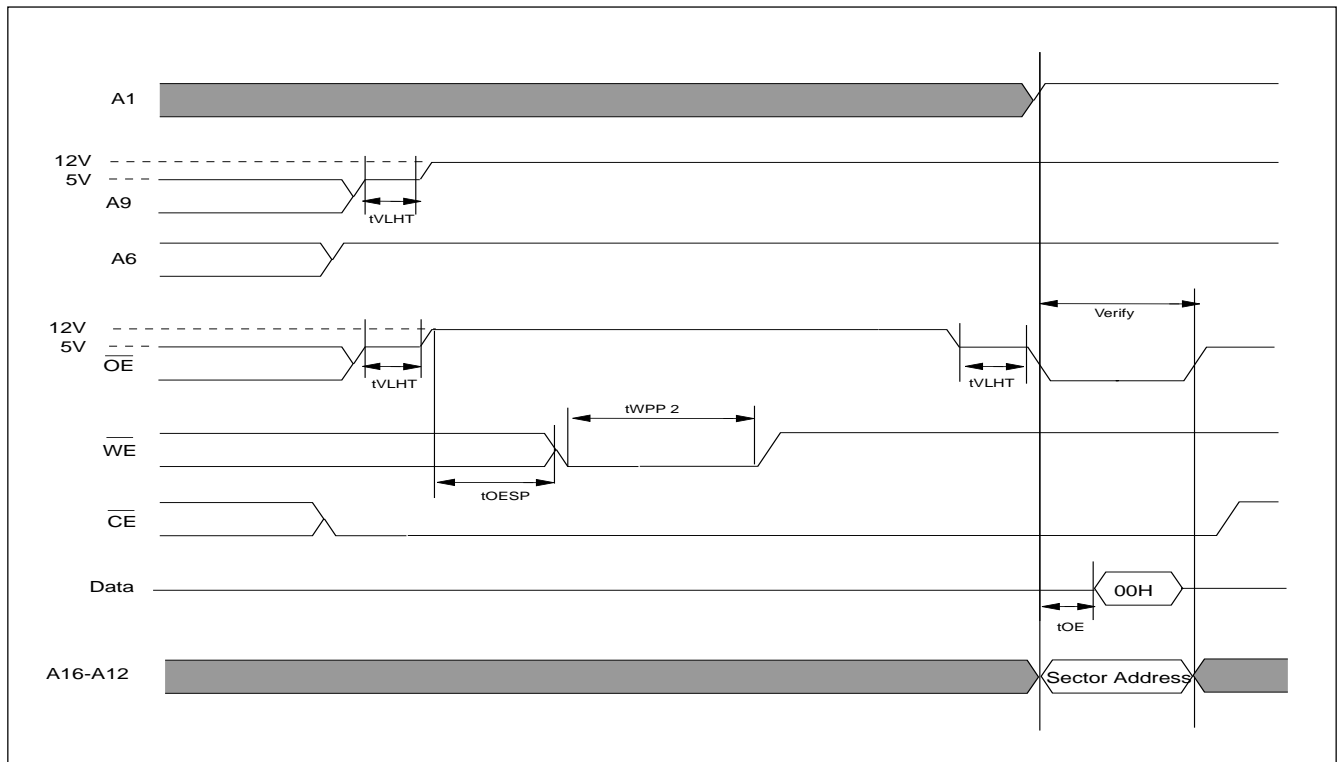 A1
12V
5V
A9
tVLHT
A6
12V
5V
OE
tVLHT
tVLHT
Verify
tWPP 2
WE
tOESP
CE
Data
00H
tOE
A16-A12
Sector Address